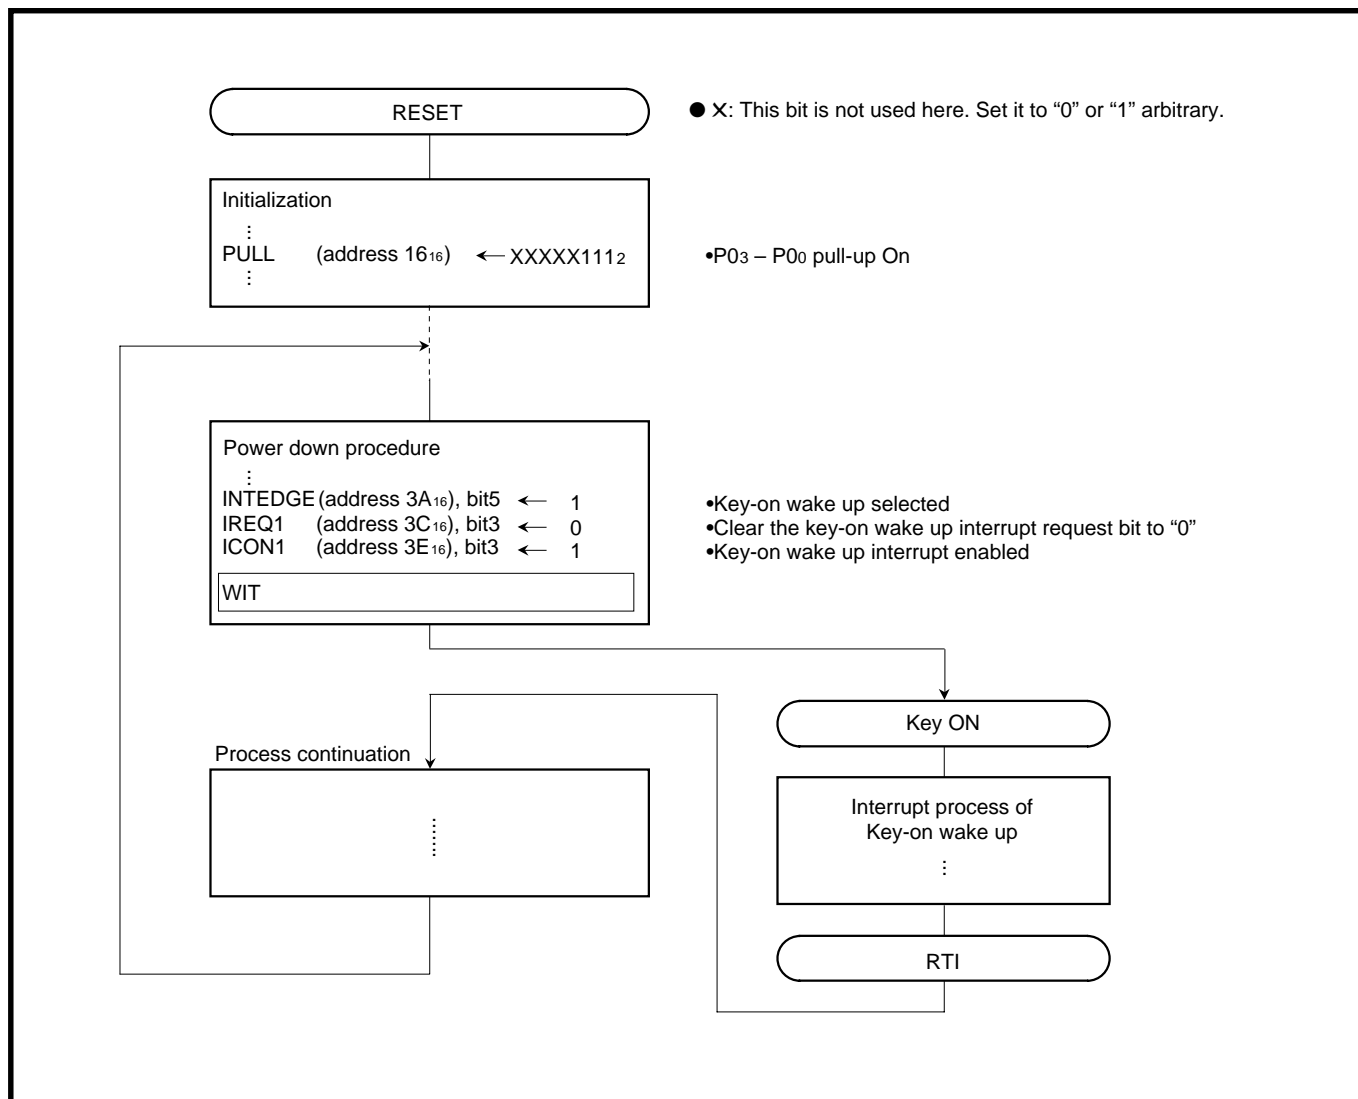 RESET
● X: This bit is not used here. Set it to “0” or “1” arbitrary.
Initialization
⋮
PULL (address 16₁₆) ← XXXXX111₂
•P0₃ – P0₀ pull-up On
⋮
Power down procedure
⋮
INTEDGE (address 3A₁₆), bit5 ← 1
•Key-on wake up selected
IREQ1 (address 3C₁₆), bit3 ← 0
•Clear the key-on wake up interrupt request bit to “0”
ICON1 (address 3E₁₆), bit3 ← 1
•Key-on wake up interrupt enabled
WIT
Key ON
Process continuation
Interrupt process of
Key-on wake up
⋮
RTI